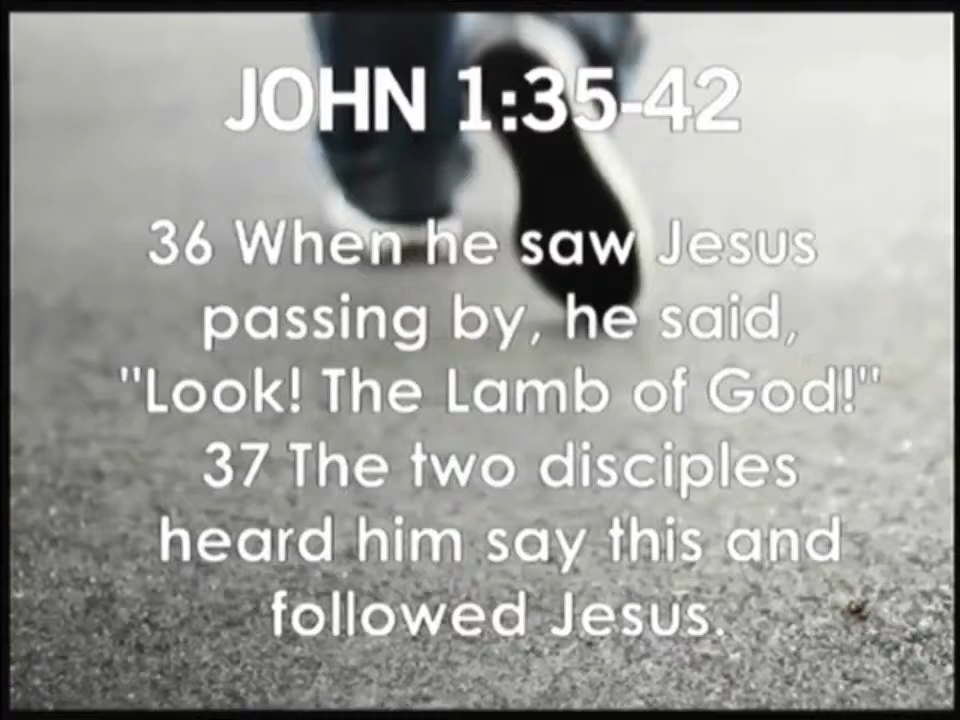 JOHN 1:35-42
36 When he saw Jesus
passing by, he said,
"Look! The Lamb of God!"
37 The two disciples
heard him say this and
followed Jesus.